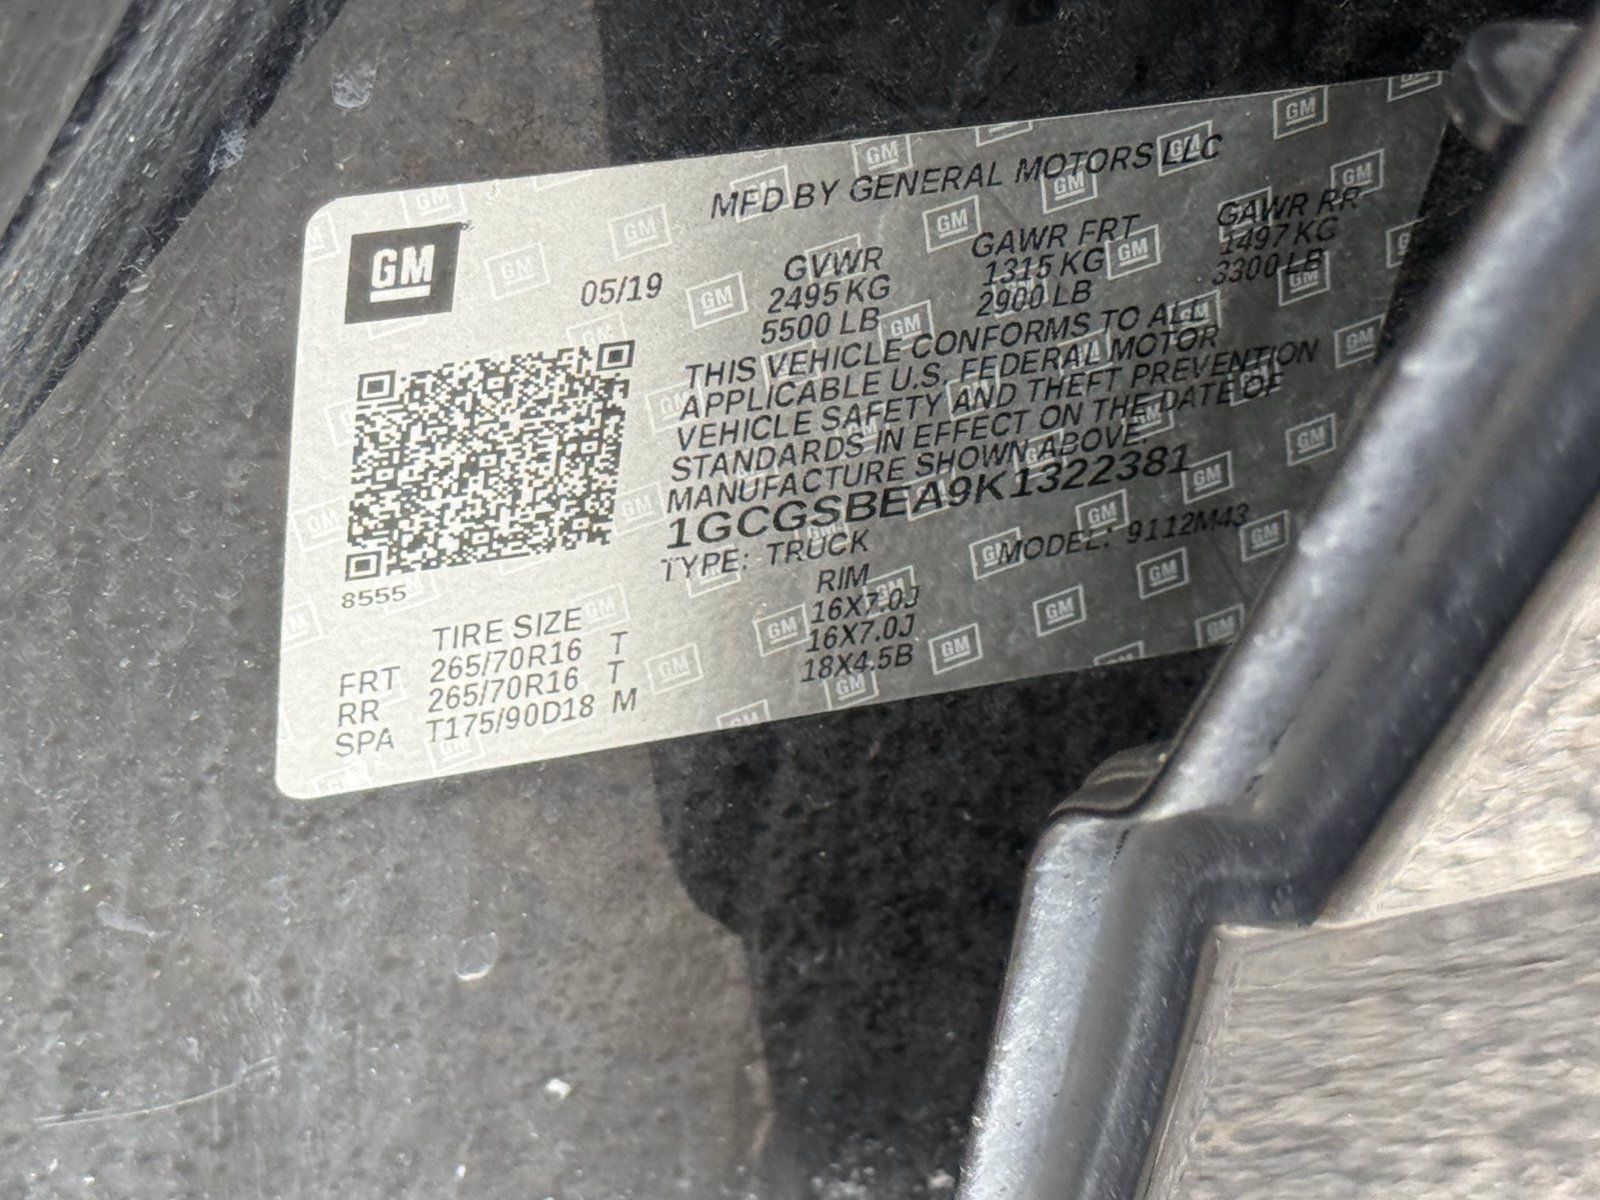 MFD BY GENERAL MOTORS LLC
GM
05/19
GVWR GAWR FRT GAWR RR
2495 KG 1315 KG 1497 KG
5500 LB 2900 LB 3300 LB
THIS VEHICLE CONFORMS TO ALL
APPLICABLE U.S. FEDERAL MOTOR
VEHICLE SAFETY AND THEFT PREVENTION
STANDARDS IN EFFECT ON THE DATE OF
MANUFACTURE SHOWN ABOVE
1GCGSBEA9K1322381
TYPE: TRUCK MODEL: 9112M43
8555
TIRE SIZE RIM
FRT 265/70R16 T 16X7.0J
RR 265/70R16 T 16X7.0J
SPA T175/90D18 M 18X4.5B